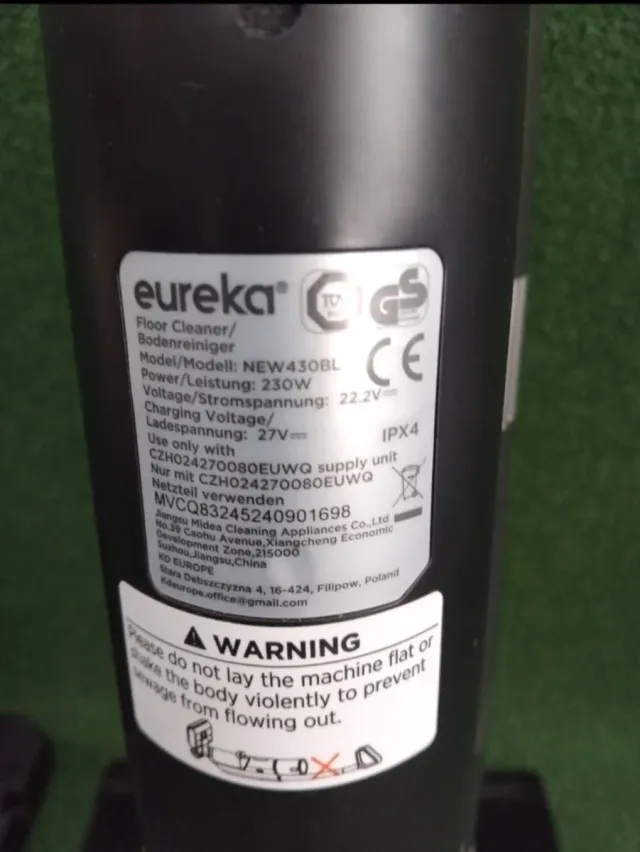 eureka®
Floor Cleaner/
Bodenreiniger
Model/Modell: NEW430BL
Power/Leistung: 230W
Voltage/Stromspannung: 22.2V⎓
Charging Voltage/
Ladespannung: 27V⎓
IPX4
Use only with
CZH024270080EUWQ supply unit
Nur mit CZH024270080EUWQ
Netzteil verwenden
MVCQ83245240901698
Jiangsu Midea Cleaning Appliances Co.,Ltd
No.39 Caohu Avenue,Xiangcheng Economic
Development Zone,215000
Suzhou,Jiangsu,China
KD EUROPE
Stara Debszczyzna 4, 16-424, Filipow, Poland
Kdeurope.office@gmail.com
TÜV
GS
CE
WARNING
Please do not lay the machine flat or
shake the body violently to prevent
sewage from flowing out.